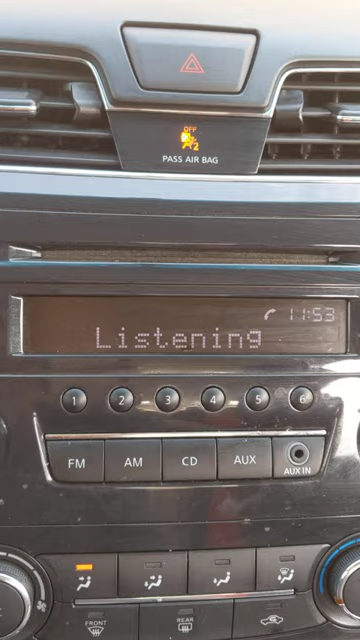 OFF
2
PASS AIR BAG
11:53
Listening
1 2 3 4 5 6
FM AM CD AUX
AUX IN
FRONT REAR